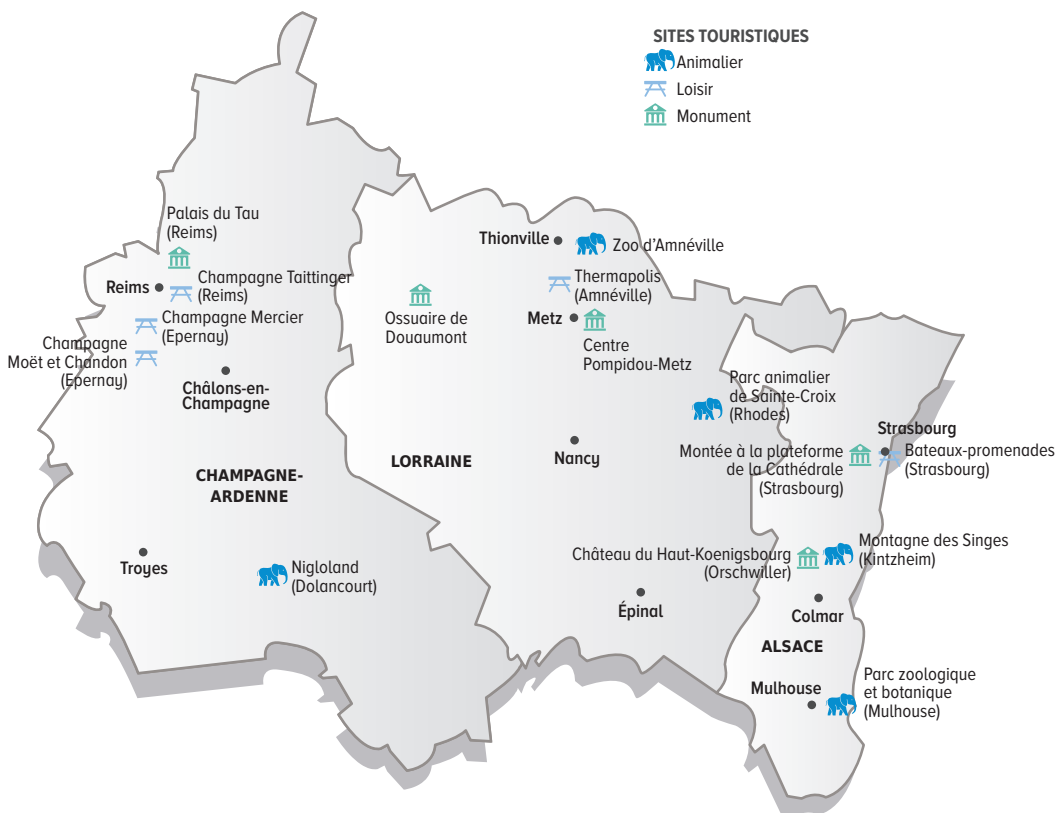 SITES TOURISTIQUES
Animalier
Loisir
Monument
Palais du Tau
(Reims)
Reims
Champagne Taittinger
(Reims)
Champagne Mercier
(Epernay)
Champagne
Moët et Chandon
(Epernay)
Châlons-en-
Champagne
CHAMPAGNE-
ARDENNE
Troyes
Nigloland
(Dolancourt)
Thionville
Zoo d'Amnéville
Thermapolis
(Amnéville)
Ossuaire de
Douaumont
Metz
Centre
Pompidou-Metz
Parc animalier
de Sainte-Croix
(Rhodes)
LORRAINE
Nancy
Strasbourg
Montée à la plateforme
de la Cathédrale
(Strasbourg)
Bateaux-promenades
(Strasbourg)
Château du Haut-Koenigsbourg
(Orschwiller)
Montagne des Singes
(Kintzheim)
Épinal
Colmar
ALSACE
Mulhouse
Parc zoologique
et botanique
(Mulhouse)